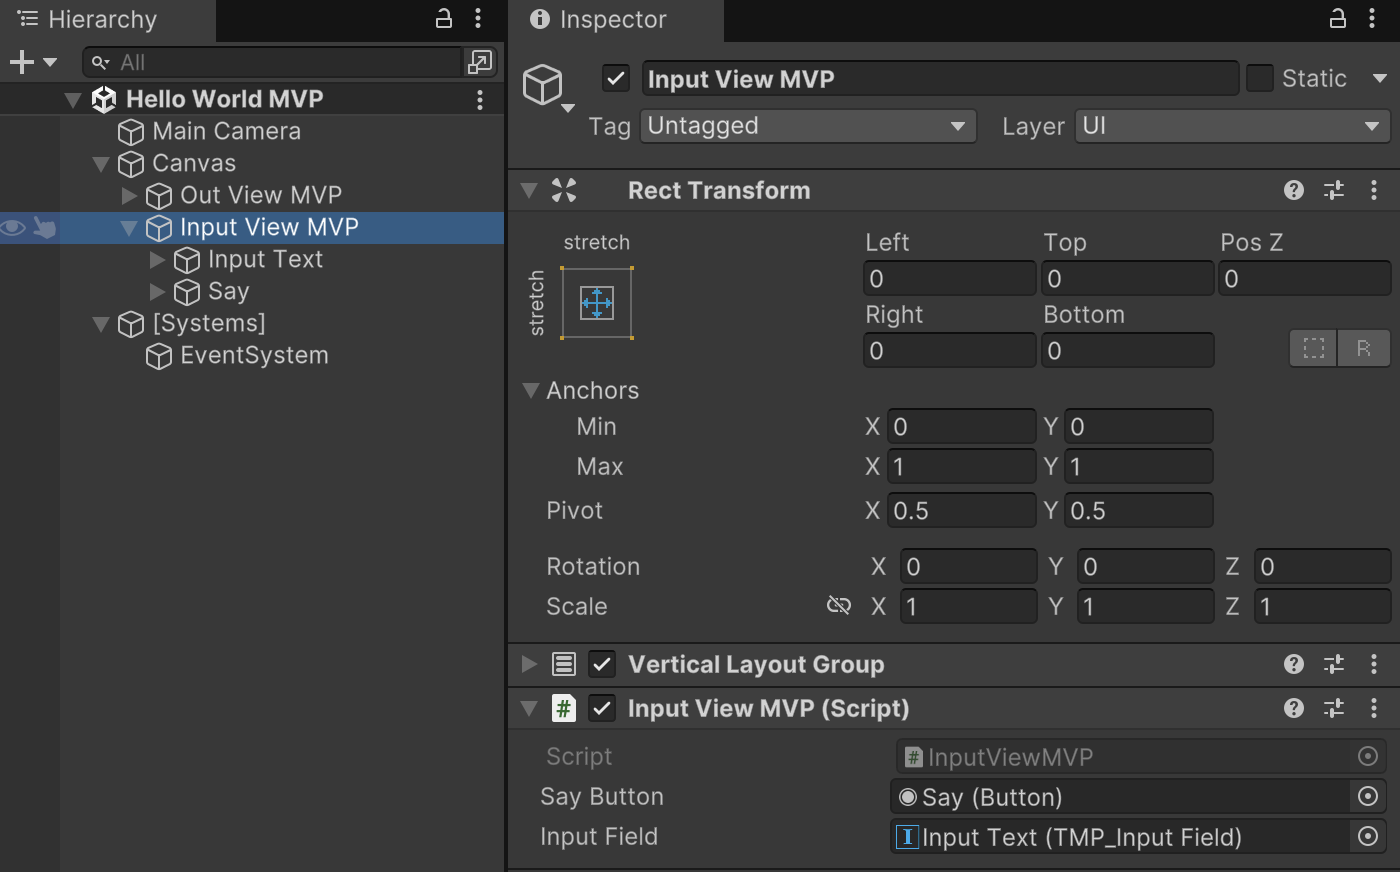 Hierarchy
All
Hello World MVP
Main Camera
Canvas
Out View MVP
Input View MVP
Input Text
Say
[Systems]
EventSystem
Inspector
Input View MVP
Static
Tag Untagged Layer UI
Rect Transform
stretch
stretch
Left Top Pos Z
0 0 0
Right Bottom
0 0
R
Anchors
Min X 0 Y 0
Max X 1 Y 1
Pivot X 0.5 Y 0.5
Rotation X 0 Y 0 Z 0
Scale X 1 Y 1 Z 1
Vertical Layout Group
# Input View MVP (Script)
Script # InputViewMVP
Say Button Say (Button)
Input Field Input Text (TMP_Input Field)